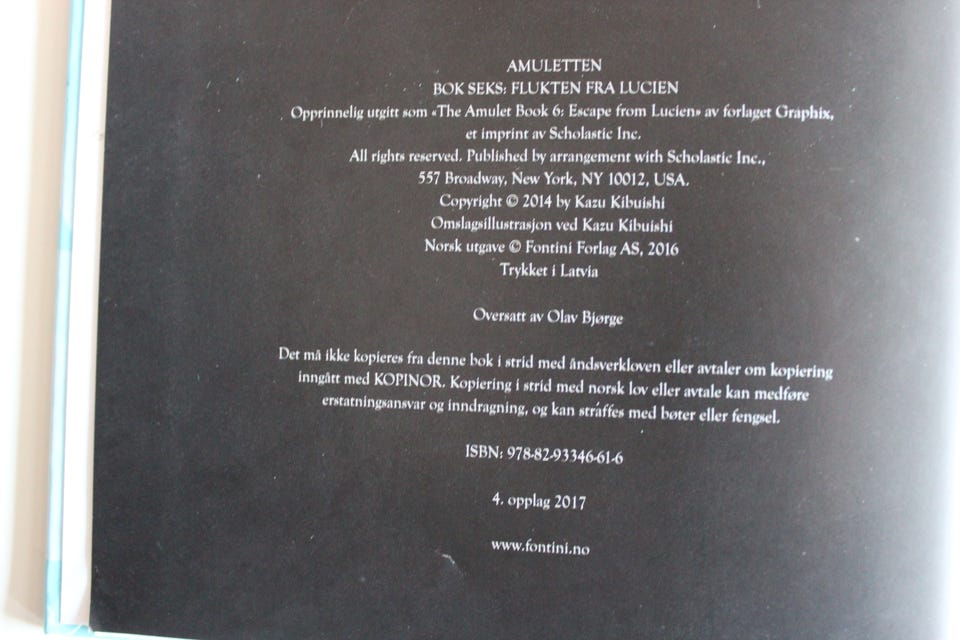 AMULETTEN
BOK SEKS: FLUKTEN FRA LUCIEN
Opprinnelig utgitt som «The Amulet Book 6: Escape from Lucien» av forlaget Graphix,
et imprint av Scholastic Inc.
All rights reserved. Published by arrangement with Scholastic Inc.,
557 Broadway, New York, NY 10012, USA.
Copyright © 2014 by Kazu Kibuishi
Omslagsillustrasjon ved Kazu Kibuishi
Norsk utgave © Fontini Forlag AS, 2016
Trykket i Latvia
Oversatt av Olav Bjørge
Det må ikke kopieres fra denne bok i strid med åndsverkloven eller avtaler om kopiering
inngått med KOPINOR. Kopiering i strid med norsk lov eller avtale kan medføre
erstatningsansvar og inndragning, og kan straffes med bøter eller fengsel.
ISBN: 978-82-93346-61-6
4. opplag 2017
www.fontini.no